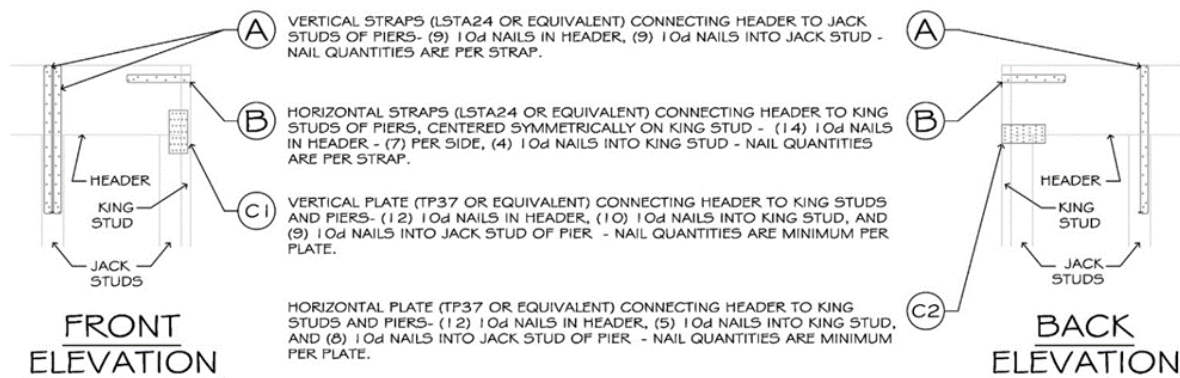 A
VERTICAL STRAPS (LSTA24 OR EQUIVALENT) CONNECTING HEADER TO JACK
STUDS OF PIERS- (9) 10d NAILS IN HEADER, (9) 10d NAILS INTO JACK STUD -
NAIL QUANTITIES ARE PER STRAP.
A
B
HORIZONTAL STRAPS (LSTA24 OR EQUIVALENT) CONNECTING HEADER TO KING
STUDS OF PIERS, CENTERED SYMMETRICALLY ON KING STUD - (14) 10d NAILS
IN HEADER - (7) PER SIDE, (4) 10d NAILS INTO KING STUD - NAIL QUANTITIES
ARE PER STRAP.
B
HEADER
KING
STUD
JACK
STUDS
C1
VERTICAL PLATE (TP37 OR EQUIVALENT) CONNECTING HEADER TO KING STUDS
AND PIERS- (12) 10d NAILS IN HEADER, (10) 10d NAILS INTO KING STUD, AND
(9) 10d NAILS INTO JACK STUD OF PIER - NAIL QUANTITIES ARE MINIMUM PER
PLATE.
HEADER
KING
STUD
JACK
STUDS
HORIZONTAL PLATE (TP37 OR EQUIVALENT) CONNECTING HEADER TO KING
STUDS AND PIERS- (12) 10d NAILS IN HEADER, (5) 10d NAILS INTO KING STUD,
AND (8) 10d NAILS INTO JACK STUD OF PIER - NAIL QUANTITIES ARE MINIMUM
PER PLATE.
C2
FRONT
ELEVATION
BACK
ELEVATION